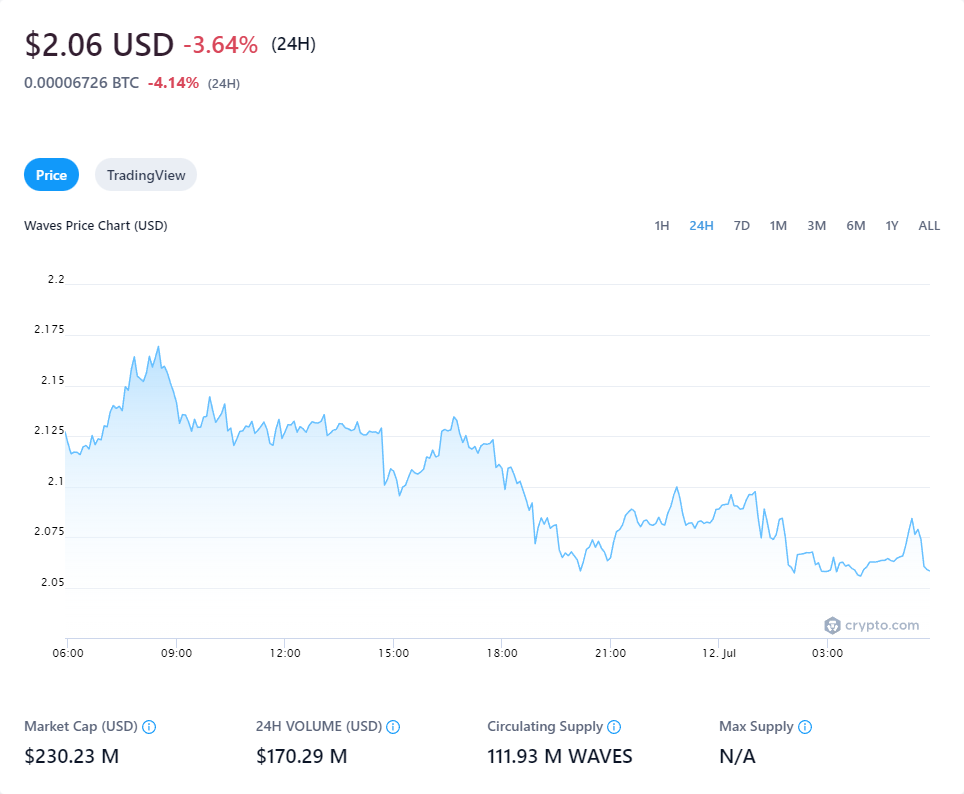 $2.06 USD -3.64% (24H)
0.00006726 BTC -4.14% (24H)
Price TradingView
Waves Price Chart (USD) 1H 24H 7D 1M 3M 6M 1Y ALL
2.2
2.175
2.15
2.125
2.1
2.075
2.05
crypto.com
06:00 09:00 12:00 15:00 18:00 21:00 12. Jul 03:00
Market Cap (USD) 24H VOLUME (USD) Circulating Supply Max Supply
$230.23 M $170.29 M 111.93 M WAVES N/A